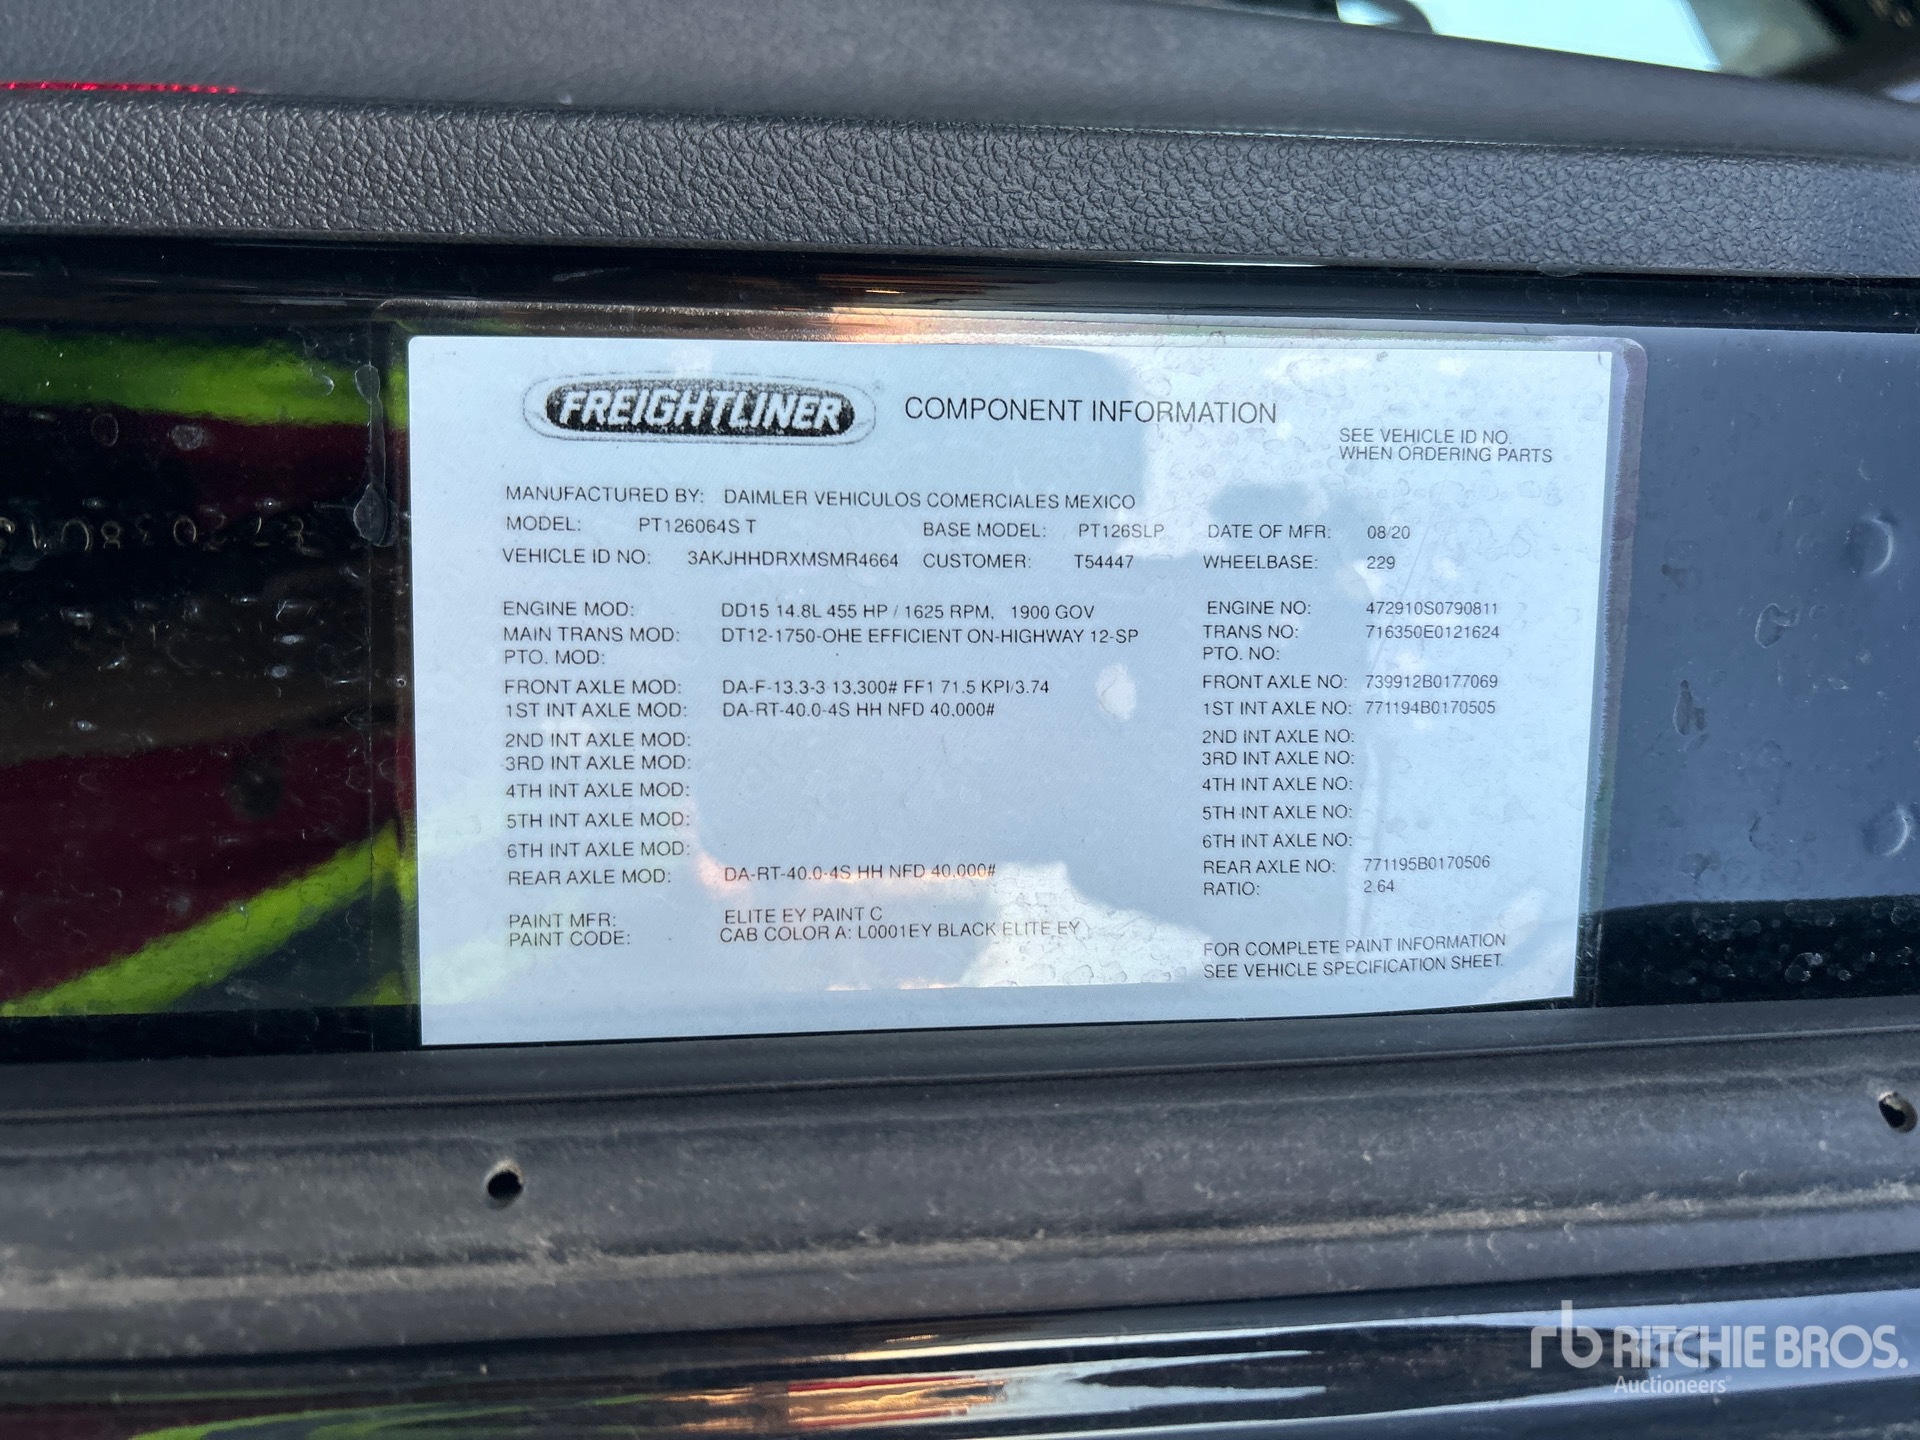 FREIGHTLINER COMPONENT INFORMATION
SEE VEHICLE ID NO.
WHEN ORDERING PARTS
MANUFACTURED BY: DAIMLER VEHICULOS COMERCIALES MEXICO
MODEL: PT126064S T BASE MODEL: PT126SLP DATE OF MFR: 08/20
VEHICLE ID NO: 3AKJHHDRXMSMR4664 CUSTOMER: T54447 WHEELBASE: 229
ENGINE MOD: DD15 14.8L 455 HP / 1625 RPM, 1900 GOV ENGINE NO: 472910S0790811
MAIN TRANS MOD: DT12-1750-OHE EFFICIENT ON-HIGHWAY 12-SP TRANS NO: 716350E0121624
PTO. MOD: PTO. NO:
FRONT AXLE MOD: DA-F-13.3-3 13,300# FF1 71.5 KPI/3.74 FRONT AXLE NO: 739912B0177069
1ST INT AXLE MOD: DA-RT-40.0-4S HH NFD 40,000# 1ST INT AXLE NO: 771194B0170505
2ND INT AXLE MOD: 2ND INT AXLE NO:
3RD INT AXLE MOD: 3RD INT AXLE NO:
4TH INT AXLE MOD: 4TH INT AXLE NO:
5TH INT AXLE MOD: 5TH INT AXLE NO:
6TH INT AXLE MOD: 6TH INT AXLE NO:
REAR AXLE MOD: DA-RT-40.0-4S HH NFD 40,000# REAR AXLE NO: 771195B0170506
RATIO: 2.64
PAINT MFR: ELITE EY PAINT C
PAINT CODE: CAB COLOR A: L0001EY BLACK ELITE EY
FOR COMPLETE PAINT INFORMATION
SEE VEHICLE SPECIFICATION SHEET.
rb RITCHIE BROS.
Auctioneers